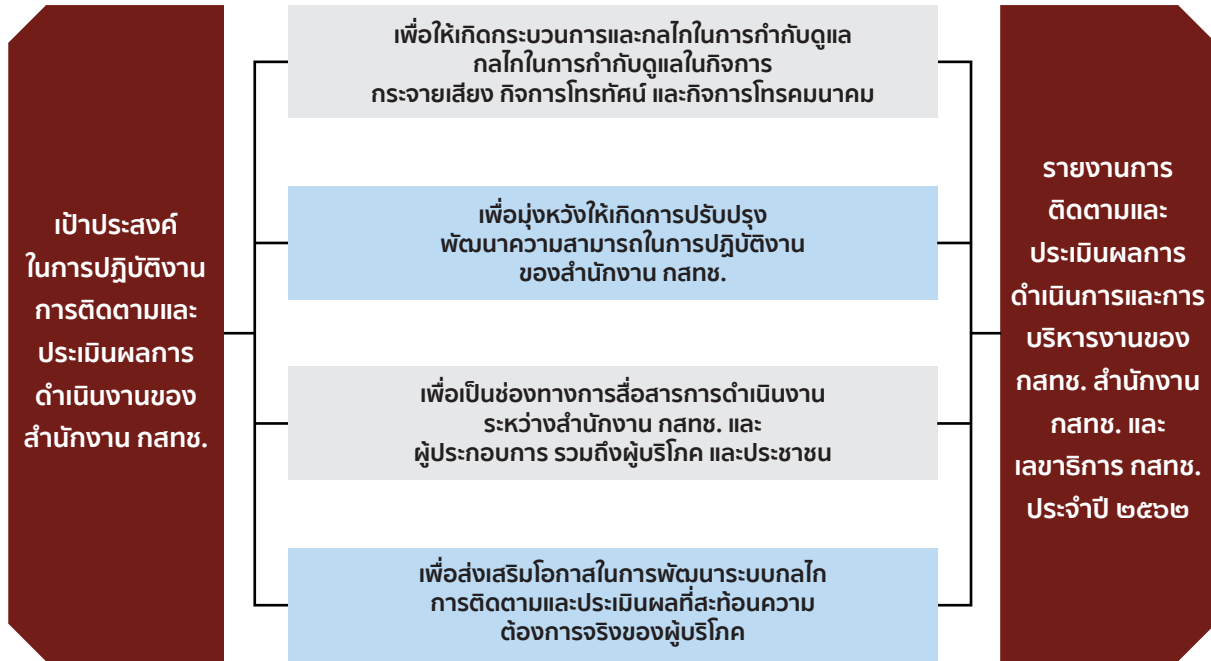 เป้าประสงค์
ในการปฏิบัติงาน
การติดตามและ
ประเมินผลการ
ดำเนินงานของ
สำนักงาน กสทช.
เพื่อให้เกิดกระบวนการและกลไกในการกำกับดูแล
กลไกในการกำกับดูแลในกิจการ
กระจายเสียง กิจการโทรทัศน์ และกิจการโทรคมนาคม
เพื่อมุ่งหวังให้เกิดการปรับปรุง
พัฒนาความสามารถในการปฏิบัติงาน
ของสำนักงาน กสทช.
เพื่อเป็นช่องทางการสื่อสารการดำเนินงาน
ระหว่างสำนักงาน กสทช. และ
ผู้ประกอบการ รวมถึงผู้บริโภค และประชาชน
เพื่อส่งเสริมโอกาสในการพัฒนาระบบกลไก
การติดตามและประเมินผลที่สะท้อนความ
ต้องการจริงของผู้บริโภค
รายงานการ
ติดตามและ
ประเมินผลการ
ดำเนินการและการ
บริหารงานของ
กสทช. สำนักงาน
กสทช. และ
เลขาธิการ กสทช.
ประจำปี ๒๕๖๒